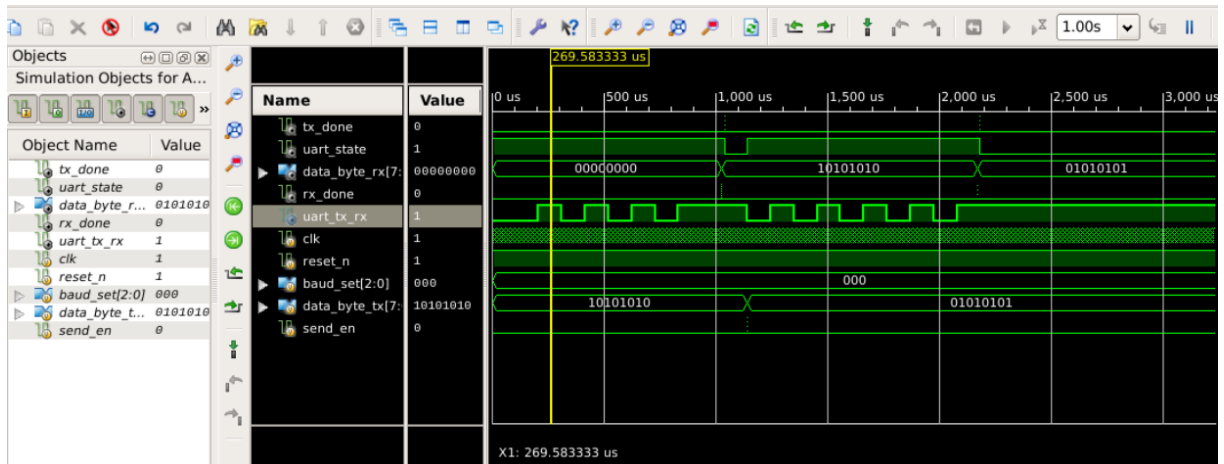 1.00s
Objects
Simulation Objects for A...
»
Object Name Value
tx_done 0
uart_state 0
data_byte_r... 0101010
rx_done 0
uart_tx_rx 1
clk 1
reset_n 1
baud_set[2:0] 000
data_byte_t... 0101010
send_en 0
Name Value
tx_done 0
uart_state 1
data_byte_rx[7: 00000000
rx_done 0
uart_tx_rx 1
clk 1
reset_n 1
baud_set[2:0] 000
data_byte_tx[7: 10101010
send_en 0
269.583333 us
0 us 500 us 1,000 us 1,500 us 2,000 us 2,500 us 3,000 us
00000000 10101010 01010101
000
10101010 01010101
X1: 269.583333 us